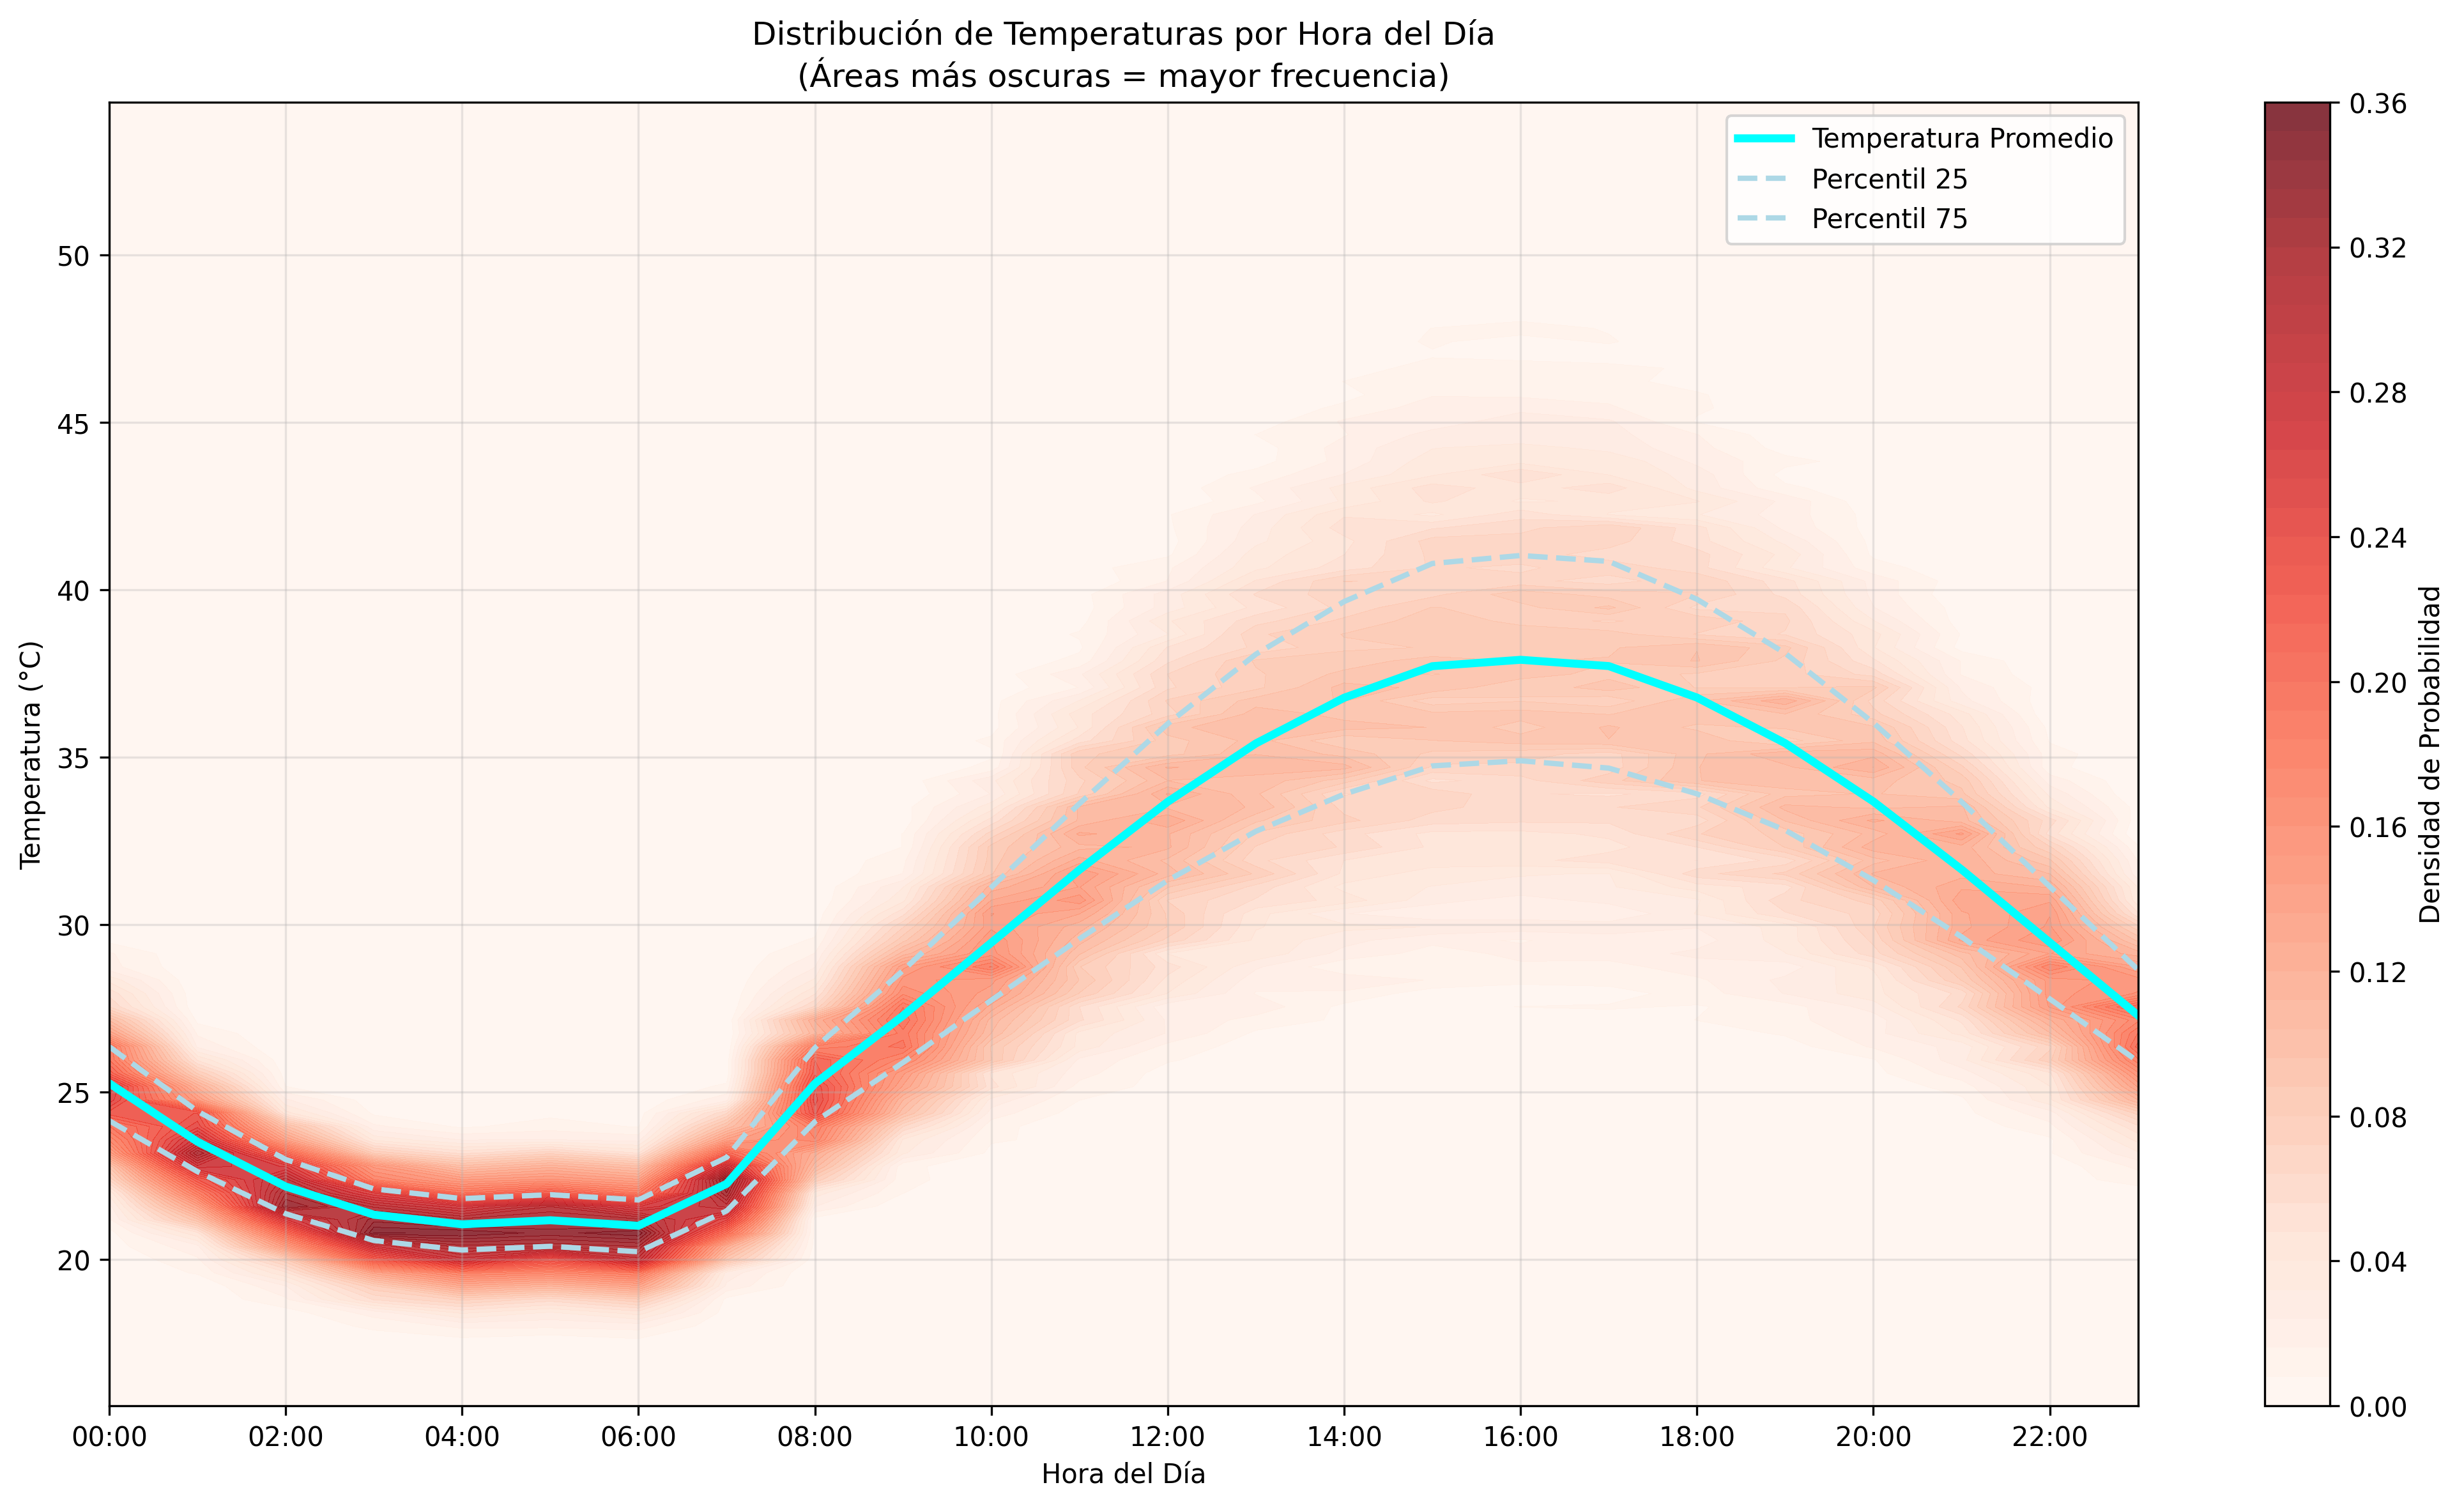 Distribución de Temperaturas por Hora del Día
(Áreas más oscuras = mayor frecuencia)
Temperatura Promedio
Percentil 25
Percentil 75
Temperatura (°C)
50
45
40
35
30
25
20
00:00 02:00 04:00 06:00 08:00 10:00 12:00 14:00 16:00 18:00 20:00 22:00
Hora del Día
0.36
0.32
0.28
0.24
0.20
0.16
0.12
0.08
0.04
0.00
Densidad de Probabilidad